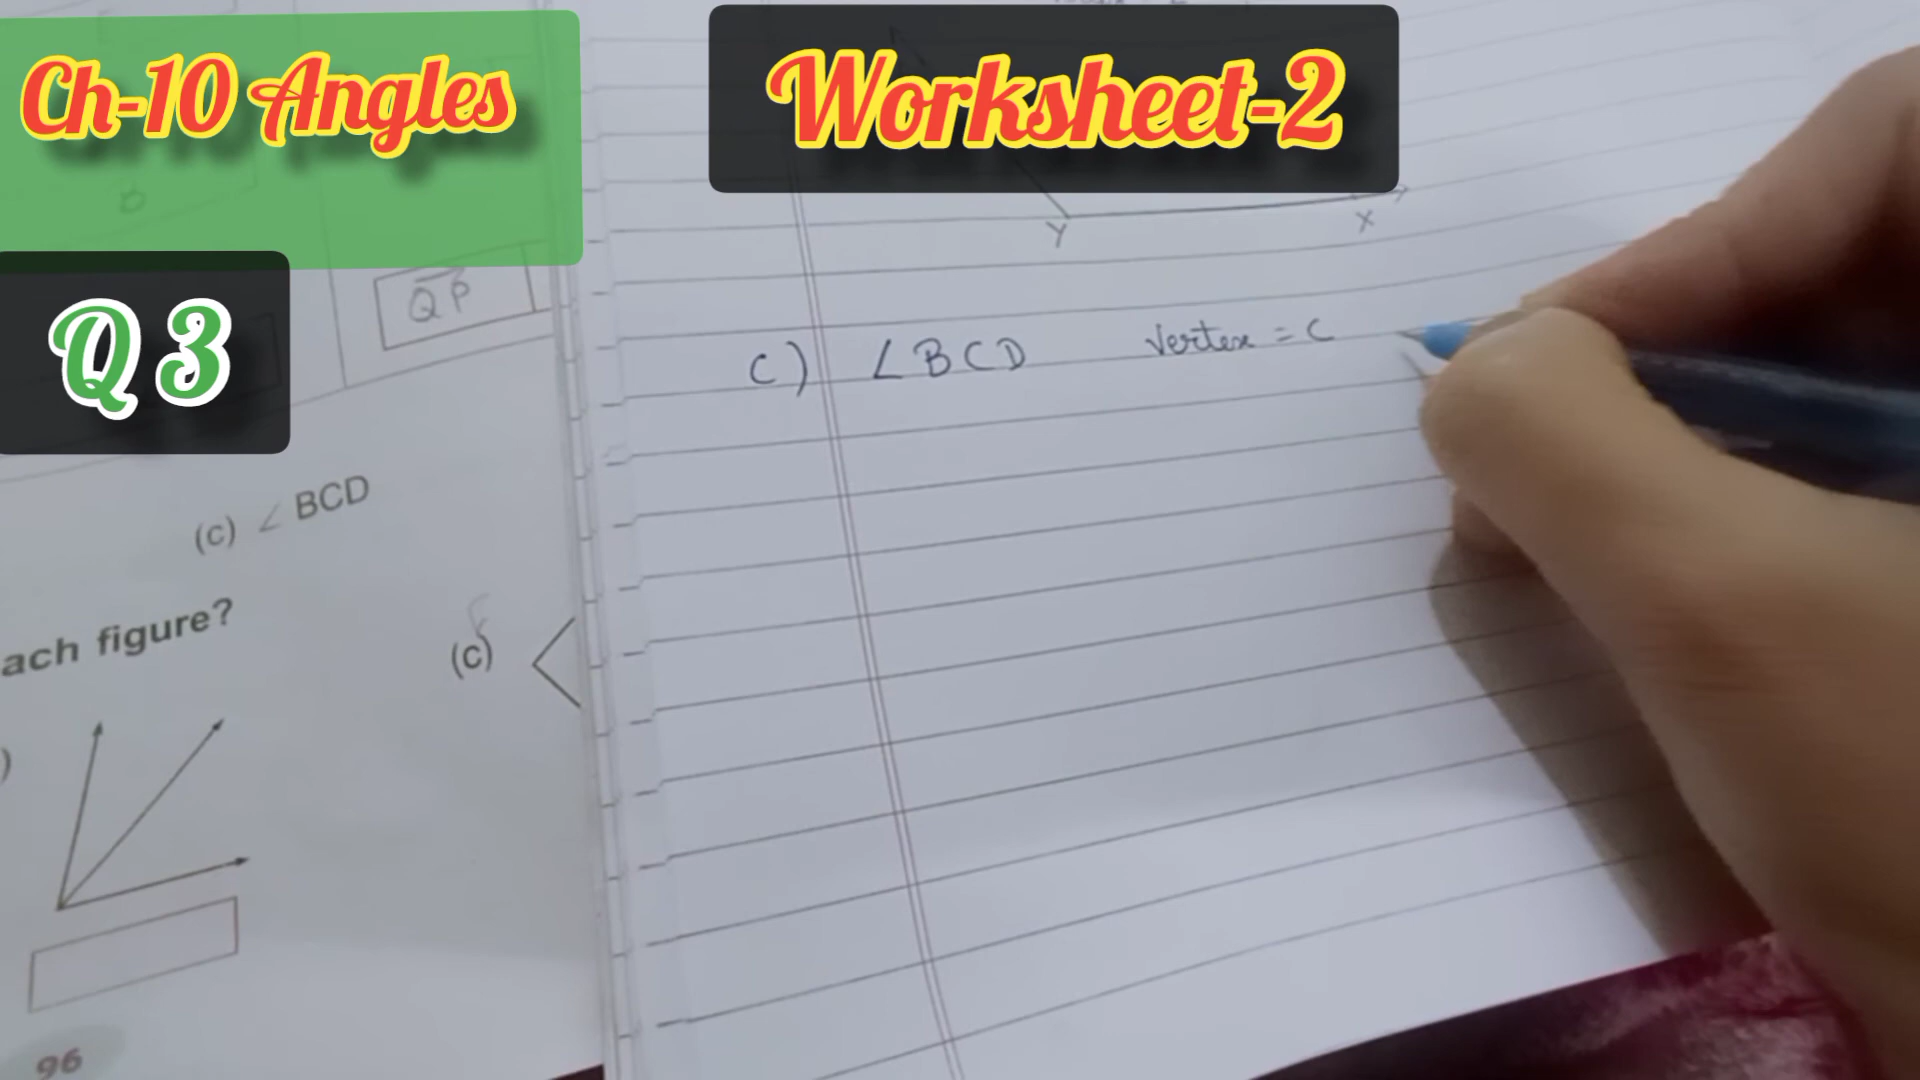 Ch-10 Angles
Worksheet-2
Q 3
QP
Y
X
C) ∠BCD vertex = C
(c) ∠ BCD
ach figure?
(c)
)
96